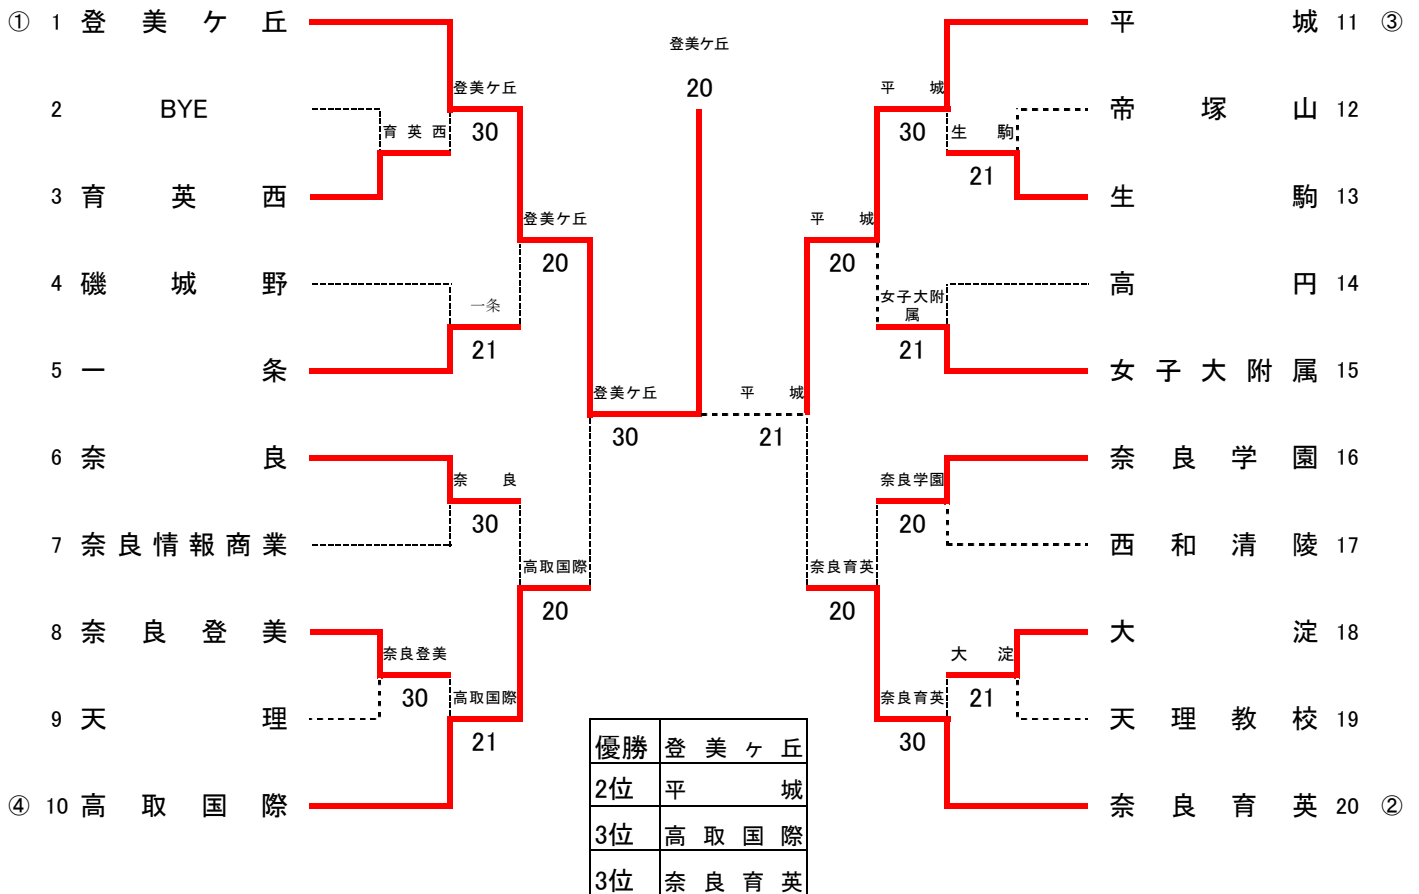 ① 1 登美ケ丘
2 BYE
3 育英西
4 磯城野
5 一条
6 奈良
7 奈良情報商業
8 奈良登美
9 天理
④ 10 高取国際
育英西
登美ケ丘
30
一条
21
登美ケ丘
20
奈良
30
奈良登美
30
高取国際
21
高取国際
20
登美ケ丘
30
登美ケ丘
20
平城
21
平城
20
平城
30
生駒
21
女子大附
属
21
奈良学園
20
奈良育英
20
大淀
21
奈良育英
30
平城 11 ③
帝塚山 12
生駒 13
高円 14
女子大附属 15
奈良学園 16
西和清陵 17
大淀 18
天理教校 19
奈良育英 20 ②
優勝 登美ヶ丘
2位 平城
3位 高取国際
3位 奈良育英